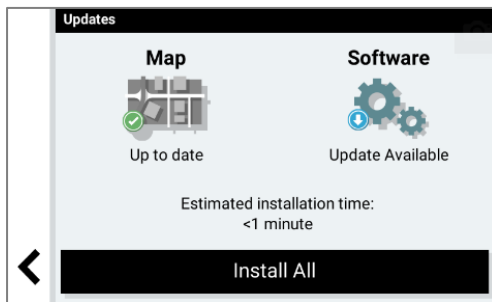 Updates
Map
Software
Up to date
Update Available
Estimated installation time:
<1 minute
Install All